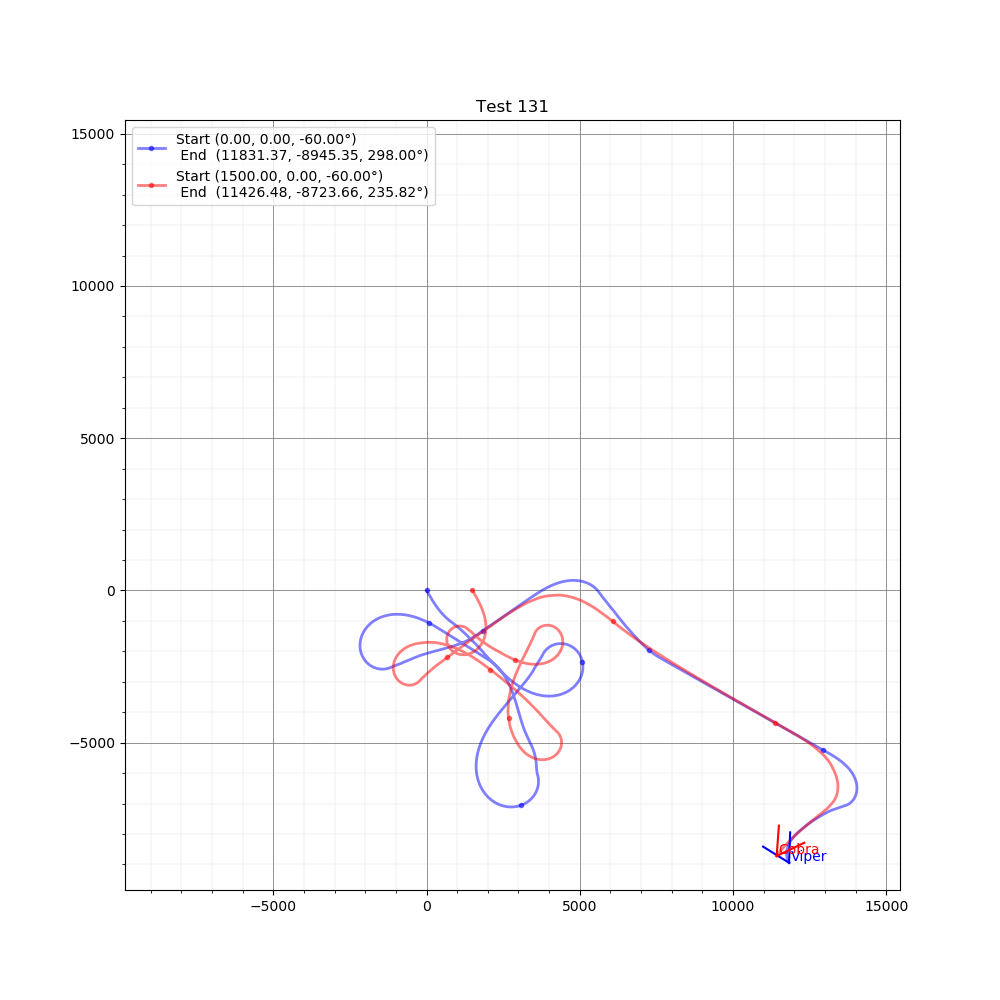 Test 131
Start (0.00, 0.00, -60.00°)
End (11831.37, -8945.35, 298.00°)
Start (1500.00, 0.00, -60.00°)
End (11426.48, -8723.66, 235.82°)
15000
10000
5000
0
−5000
Cobra
Viper
−5000
0
5000
10000
15000